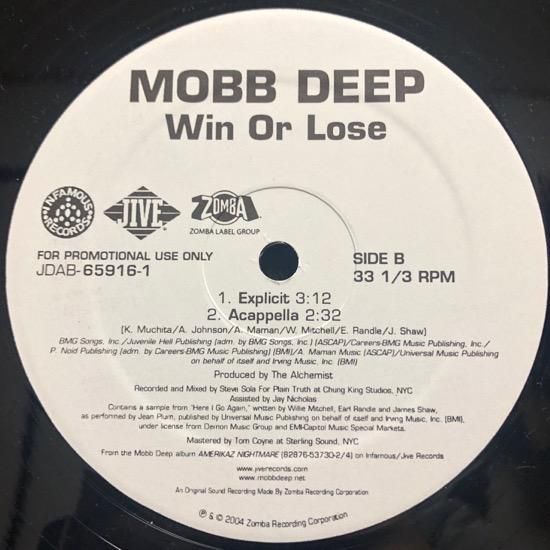 MOBB DEEP
Win Or Lose
INFAMOUS RECORDS
JIVE
ZOMBA
ZOMBA LABEL GROUP
FOR PROMOTIONAL USE ONLY
JDAB-65916-1
SIDE B
33 1/3 RPM
1. Explicit 3:12
2. Acappella 2:32
[K. Muchita/A. Johnson/A. Maman/W. Mitchell/E. Randle/J. Shaw]
BMG Songs, Inc./Juvenile Hell Publishing (adm. by BMG Songs, Inc.) (ASCAP)/Careers-BMG Music Publishing, Inc./
P. Noid Publishing (adm. by Careers-BMG Music Publishing) (BMI)/A. Maman Music (ASCAP)/Universal Music Publishing
on behalf of itself and Irving Music, Inc. (BMI)
Produced by The Alchemist
Recorded and Mixed by Steve Sola For Plain Truth at Chung King Studios, NYC
Assisted by Jay Nicholas
Contains a sample from "Here I Go Again," written by Willie Mitchell, Earl Randle and James Shaw,
as performed by Jean Plum, published by Universal Music Publishing on behalf of itself and Irving Music, Inc. (BMI),
under license from Demon Music Group and EMI-Capitol Music Special Markets.
Mastered by Tom Coyne at Sterling Sound, NYC
From the Mobb Deep album AMERIKAZ NIGHTMARE (82876-53730-2/4) on Infamous/Jive Records
www.jiverecords.com
www.mobbdeep.net
An Original Sound Recording Made By Zomba Recording Corporation
℗ & © 2004 Zomba Recording Corporation